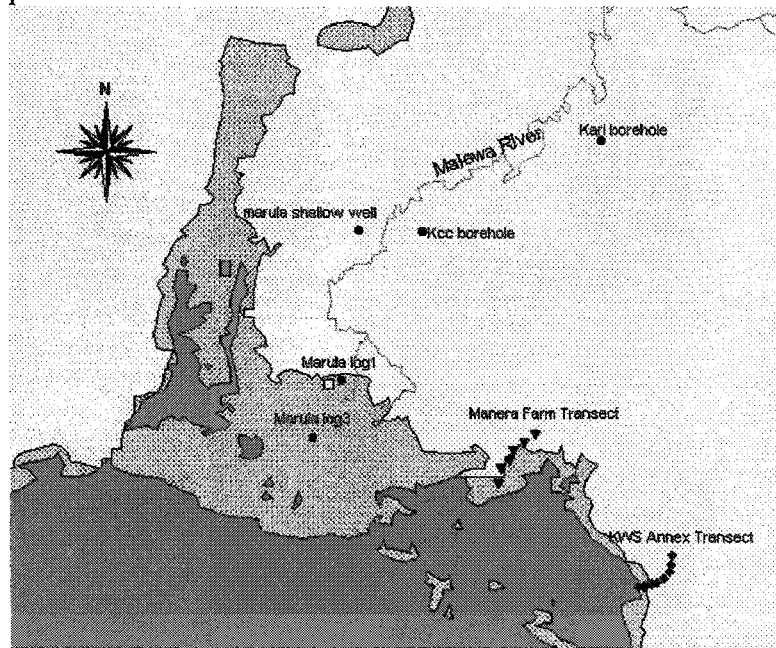 N
Malewa River
Kari borehole
marula shallow well
Kcc borehole
Marula log1
Marula log3
Manera Farm Transect
KWS Annex Transect